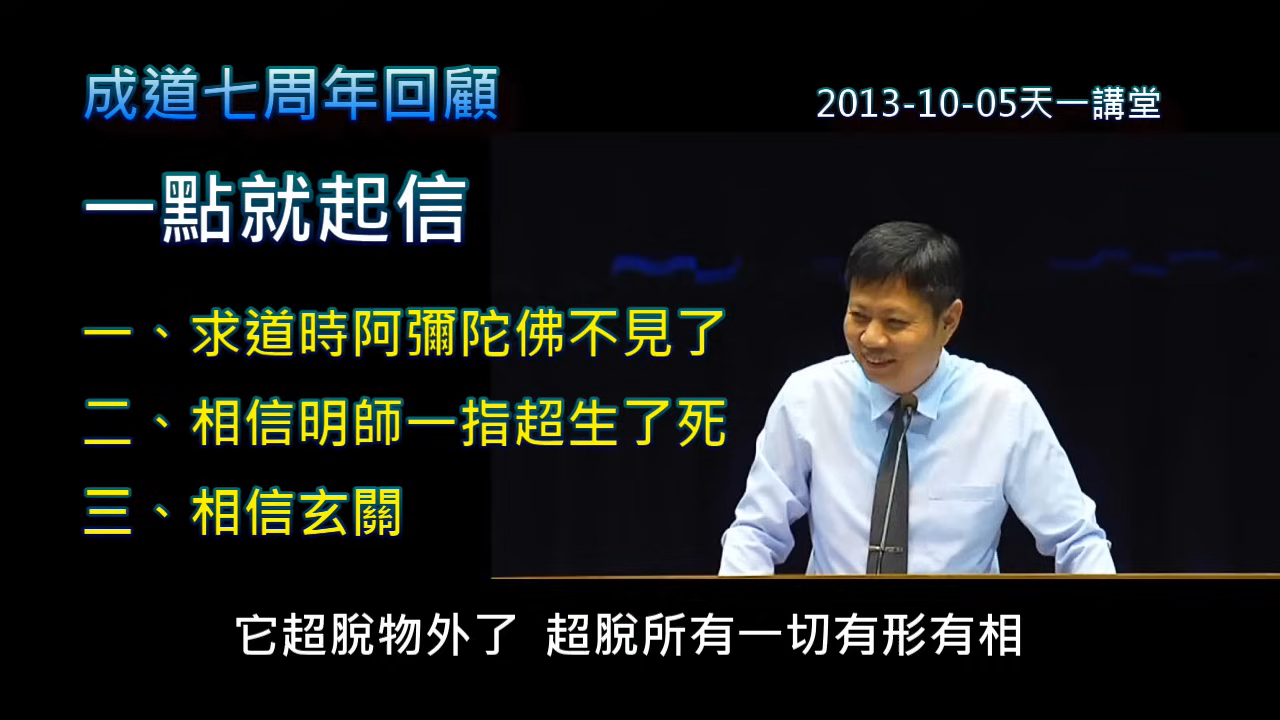 成道七周年回顧
2013-10-05天一講堂
一點就起信
一、求道時阿彌陀佛不見了
二、相信明師一指超生了死
三、相信玄關
它超脫物外了 超脫所有一切有形有相